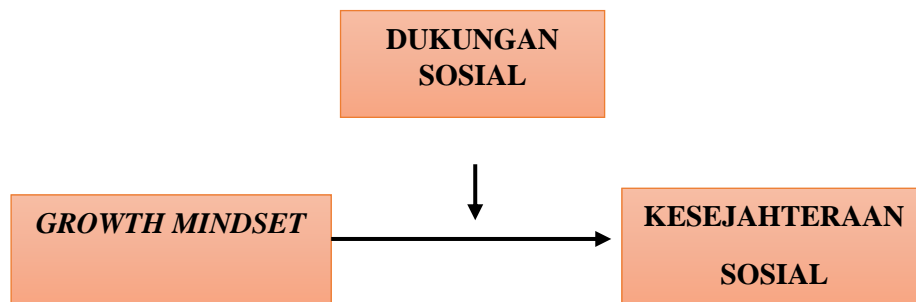 DUKUNGAN
SOSIAL
GROWTH MINDSET
KESEJAHTERAAN
SOSIAL